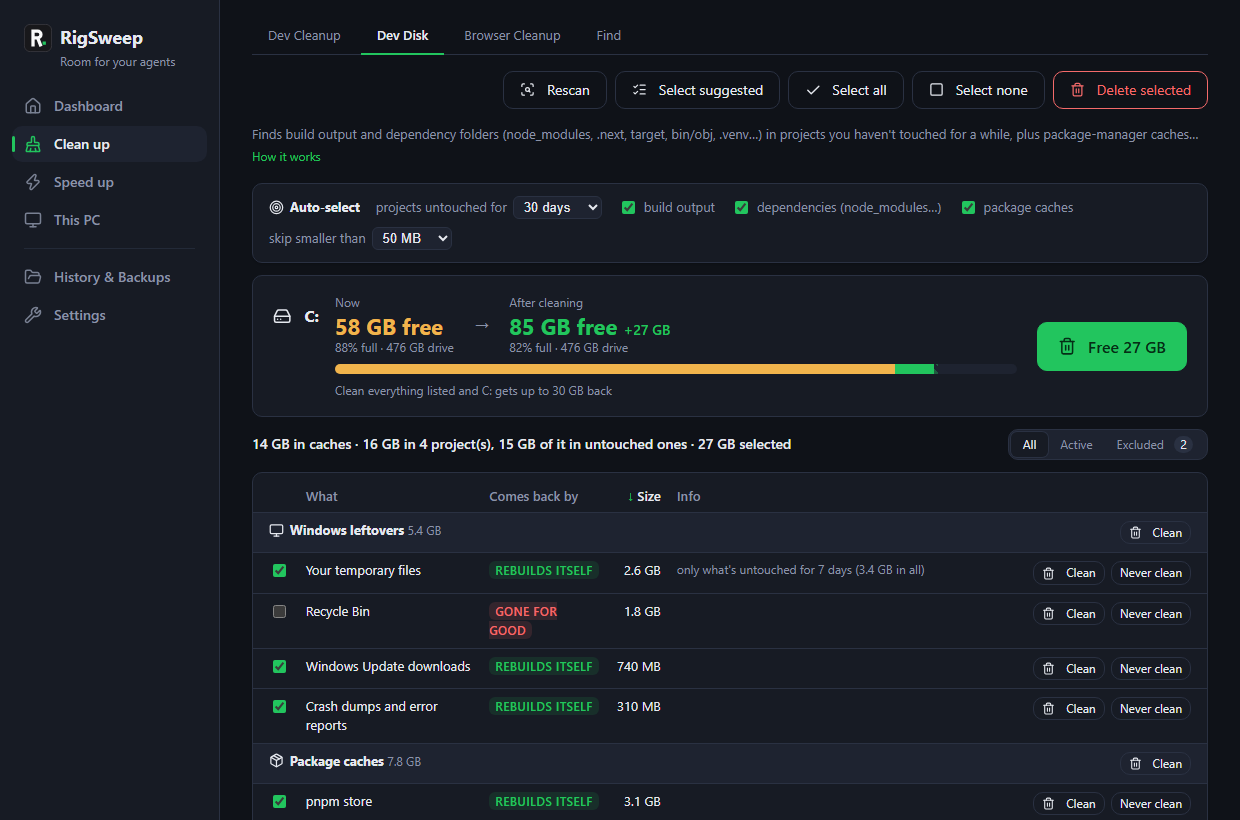 R.
RigSweep
Room for your agents
Dashboard
Clean up
Speed up
This PC
History & Backups
Settings
Dev Cleanup Dev Disk Browser Cleanup Find
Rescan Select suggested Select all Select none Delete selected
Finds build output and dependency folders (node_modules, .next, target, bin/obj, .venv...) in projects you haven't touched for a while, plus package-manager caches...
How it works
Auto-select projects untouched for 30 days build output dependencies (node_modules...) package caches
skip smaller than 50 MB
C:
Now
58 GB free
88% full · 476 GB drive
→
After cleaning
85 GB free +27 GB
82% full · 476 GB drive
Free 27 GB
Clean everything listed and C: gets up to 30 GB back
14 GB in caches · 16 GB in 4 project(s), 15 GB of it in untouched ones · 27 GB selected
All Active Excluded 2
What Comes back by ↓ Size Info
Windows leftovers 5.4 GB Clean
Your temporary files REBUILDS ITSELF 2.6 GB only what's untouched for 7 days (3.4 GB in all) Clean Never clean
Recycle Bin GONE FOR GOOD 1.8 GB Clean Never clean
Windows Update downloads REBUILDS ITSELF 740 MB Clean Never clean
Crash dumps and error reports REBUILDS ITSELF 310 MB Clean Never clean
Package caches 7.8 GB Clean
pnpm store REBUILDS ITSELF 3.1 GB Clean Never clean